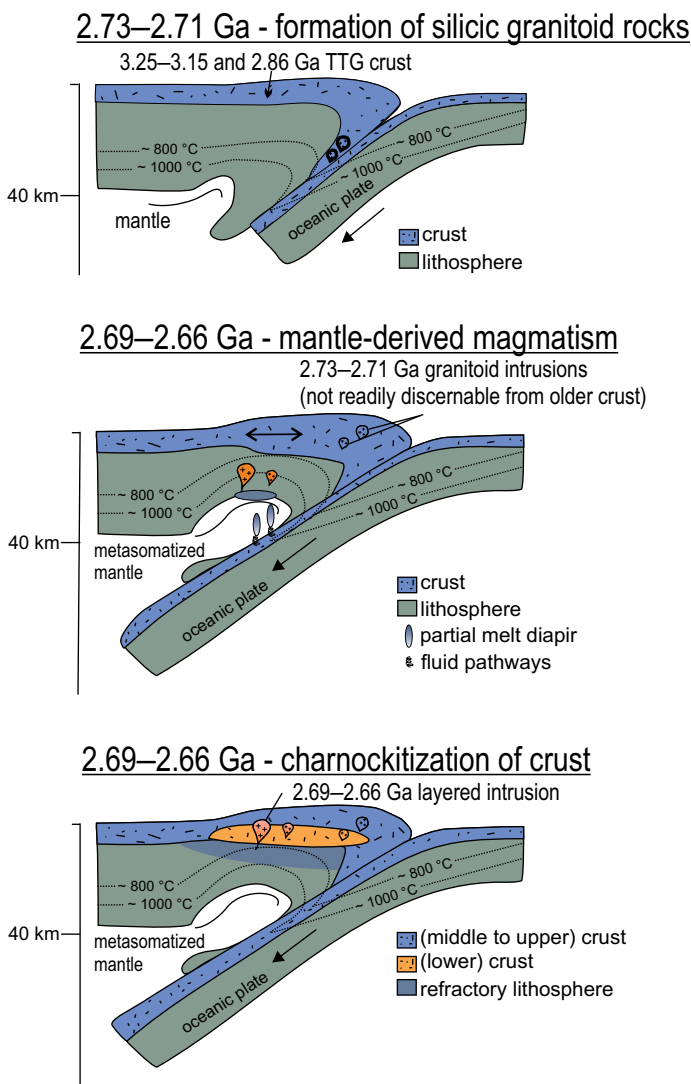 2.73–2.71 Ga - formation of silicic granitoid rocks
3.25–3.15 and 2.86 Ga TTG crust
~ 800 °C
~ 1000 °C
~ 800 °C
~ 1000 °C
40 km
mantle
oceanic plate
crust
lithosphere
2.69–2.66 Ga - mantle-derived magmatism
2.73–2.71 Ga granitoid intrusions
(not readily discernable from older crust)
~ 800 °C
~ 1000 °C
~ 800 °C
~ 1000 °C
40 km
metasomatized
mantle
oceanic plate
crust
lithosphere
partial melt diapir
fluid pathways
2.69–2.66 Ga - charnockitization of crust
2.69–2.66 Ga layered intrusion
~ 800 °C
~ 1000 °C
~ 800 °C
~ 1000 °C
40 km
metasomatized
mantle
oceanic plate
(middle to upper) crust
(lower) crust
refractory lithosphere